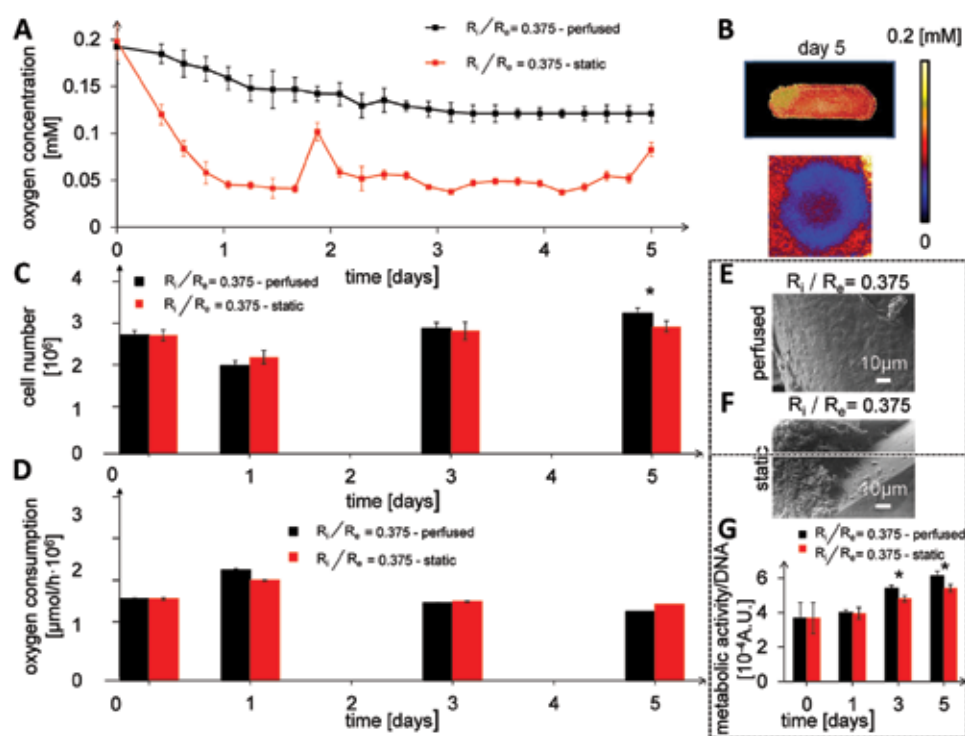 A
0.2
0.15
0.1
0.05
0
oxygen concentration
[mM]
Ri/Re = 0.375 - perfused
Ri/Re = 0.375 - static
0 1 2 3 4 5
time [days]
B
day 5
0.2 [mM]
0
C
4
3
2
1
0
cell number
[10⁶]
Ri/Re = 0.375 - perfused
Ri/Re = 0.375 - static
*
0 1 2 3 4 5
time [days]
D
2
1
0
oxygen consumption
[µmol/h·10⁶]
Ri/Re = 0.375 - perfused
Ri/Re = 0.375 - static
0 1 2 3 4 5
time [days]
E
Ri / Re = 0.375
perfused
10µm
F
Ri / Re = 0.375
static
10µm
G
Ri/Re = 0.375 - perfused
Ri/Re = 0.375 - static
* *
6
4
2
0
metabolic activity/DNA
[10⁻⁴A.U.]
0 1 3 5
time [days]